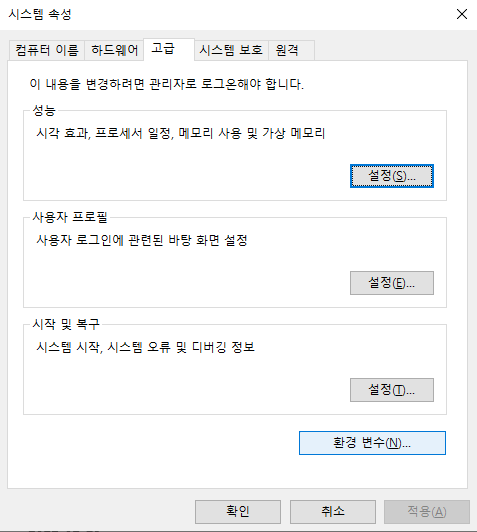 시스템 속성
컴퓨터 이름 하드웨어 고급 시스템 보호 원격
이 내용을 변경하려면 관리자로 로그온해야 합니다.
성능
시각 효과, 프로세서 일정, 메모리 사용 및 가상 메모리
설정(S)...
사용자 프로필
사용자 로그인에 관련된 바탕 화면 설정
설정(E)...
시작 및 복구
시스템 시작, 시스템 오류 및 디버깅 정보
설정(T)...
환경 변수(N)...
확인 취소 적용(A)